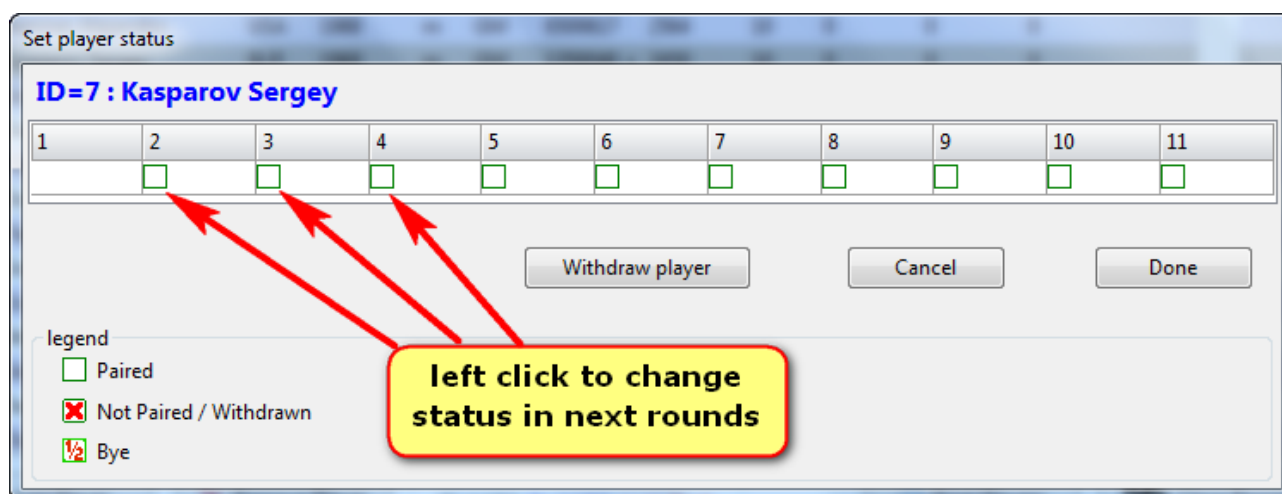 Set player status
ID=7 : Kasparov Sergey
1 2 3 4 5 6 7 8 9 10 11
Withdraw player Cancel Done
legend
Paired
Not Paired / Withdrawn
½ Bye
left click to change
status in next rounds